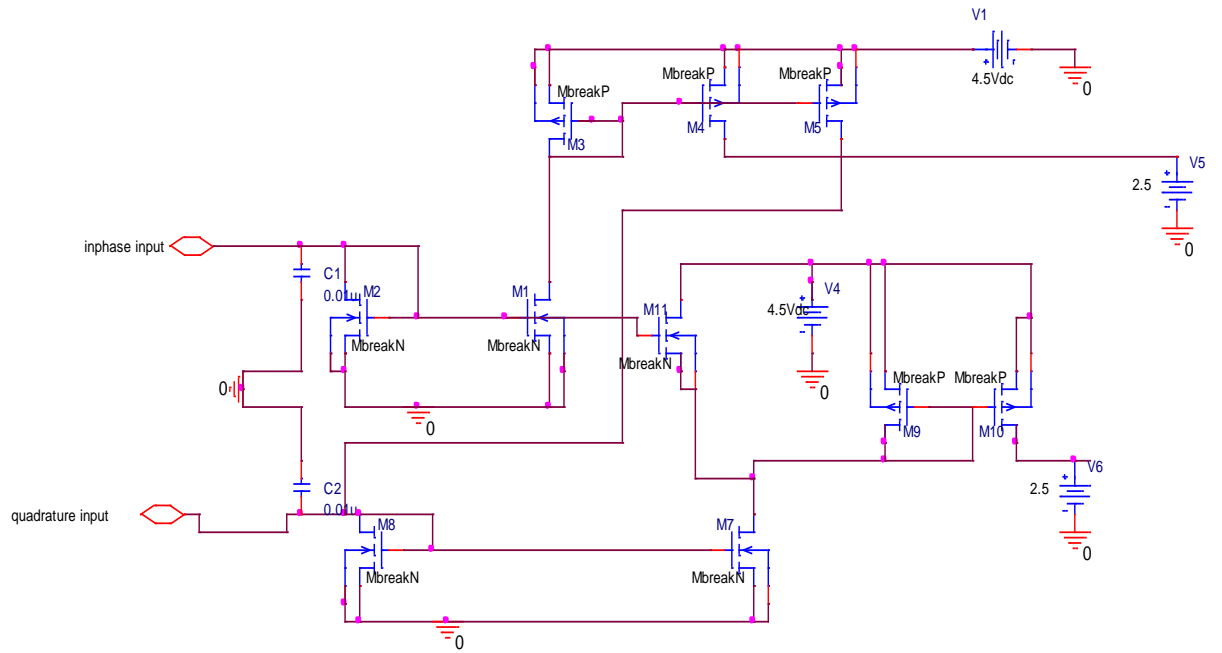 V1
4.5Vdc
0
MbreakP
MbreakP
MbreakP
M3
M4
M5
V5
2.5
0
inphase input
C1
0.01u
M2
M1
M11
V4
4.5Vdc
MbreakN
MbreakN
MbreakN
MbreakP
MbreakP
0
0
0
M9
M10
V6
2.5
0
C2
0.01u
quadrature input
M8
M7
MbreakN
MbreakN
0